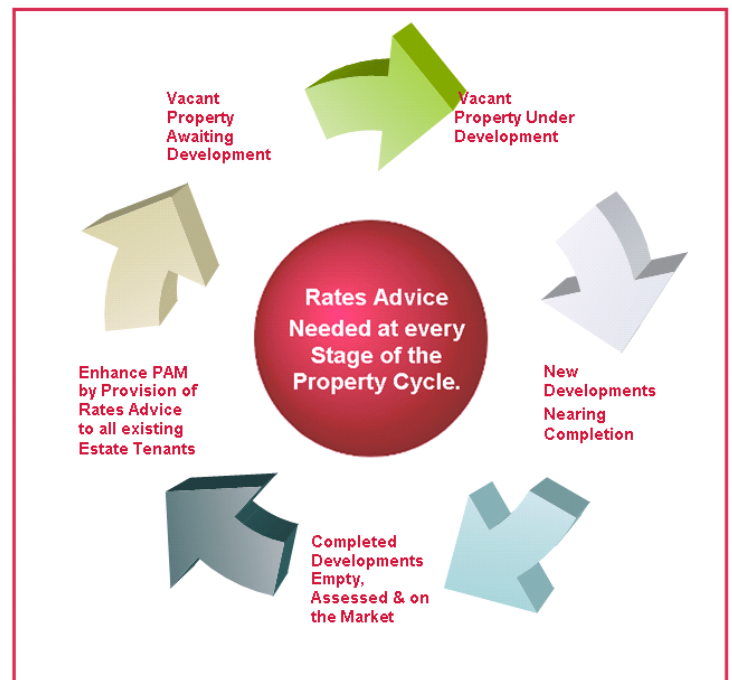 Vacant
Property
Awaiting
Development
Vacant
Property Under
Development
Rates Advice
Needed at every
Stage of the
Property Cycle.
Enhance PAM
by Provision of
Rates Advice
to all existing
Estate Tenants
New
Developments
Nearing
Completion
Completed
Developments
Empty,
Assessed & on
the Market